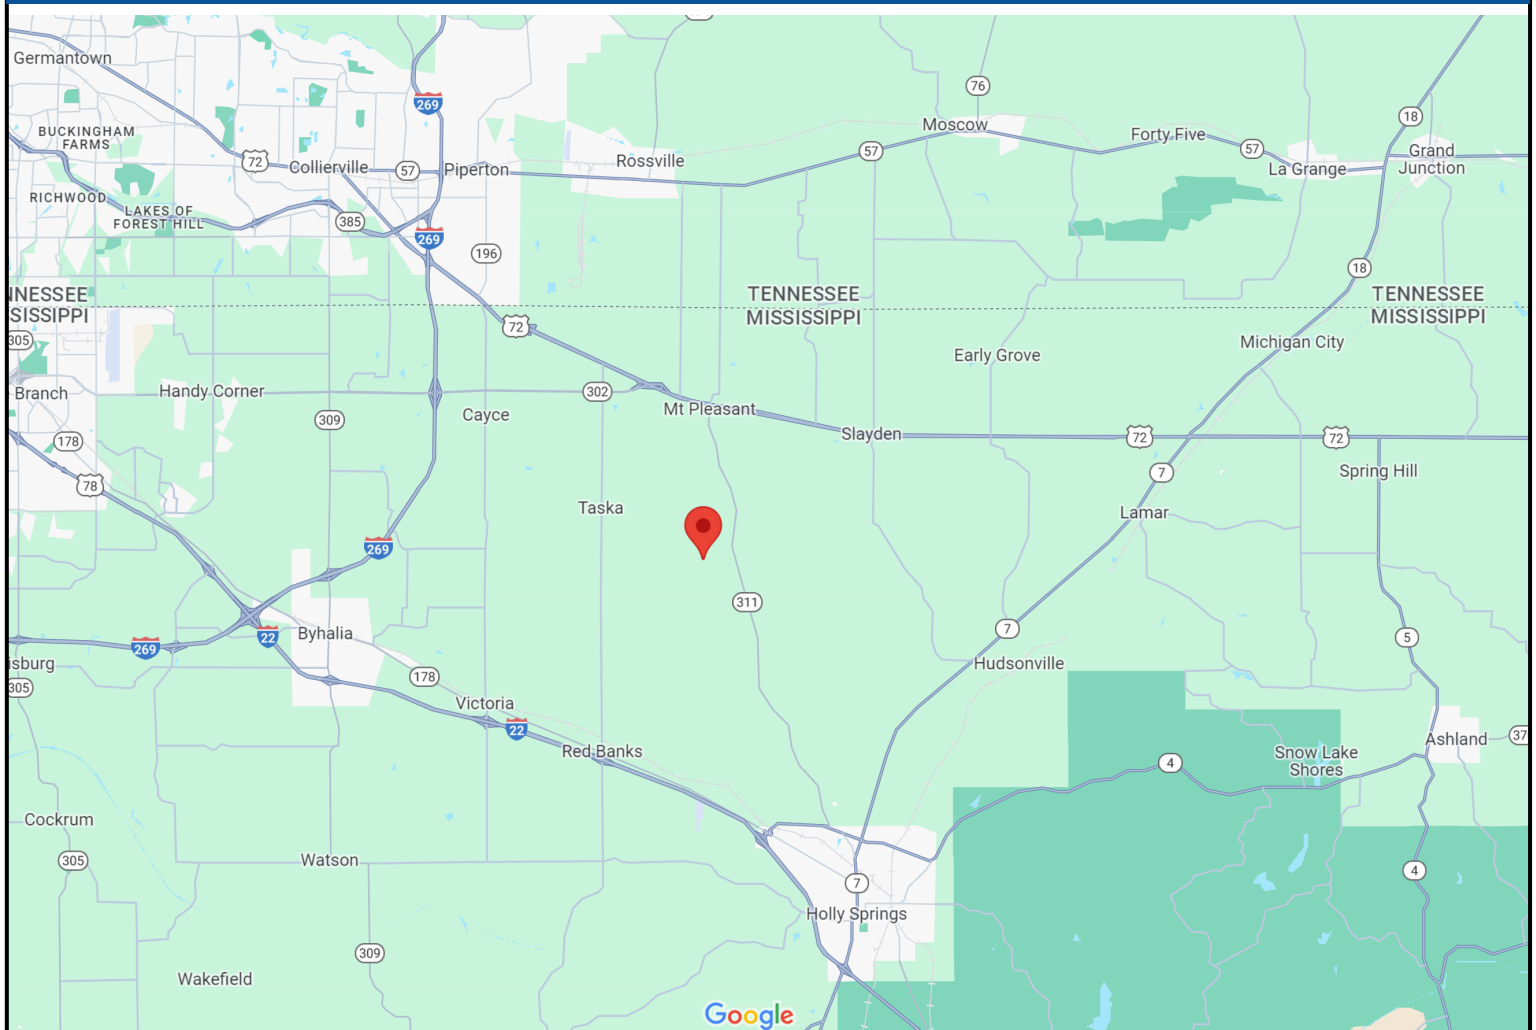 Germantown
269
76
18
BUCKINGHAM
FARMS
Moscow
Forty Five
72
Collierville
57
Piperton
Rossville
57
57
La Grange
Grand
Junction
RICHWOOD
LAKES OF
FOREST HILL
385
269
196
18
NNESSEE
SISSIPPI
TENNESSEE
MISSISSIPPI
TENNESSEE
MISSISSIPPI
305
72
Michigan City
Early Grove
Branch
Handy Corner
302
309
Cayce
Mt Pleasant
Slayden
72
72
178
7
Spring Hill
78
Taska
Lamar
269
311
7
Byhalia
22
269
5
isburg
Hudsonville
178
305
Victoria
22
Red Banks
Ashland
37
Snow Lake
Shores
4
Cockrum
305
Watson
4
7
Holly Springs
309
Wakefield
Google